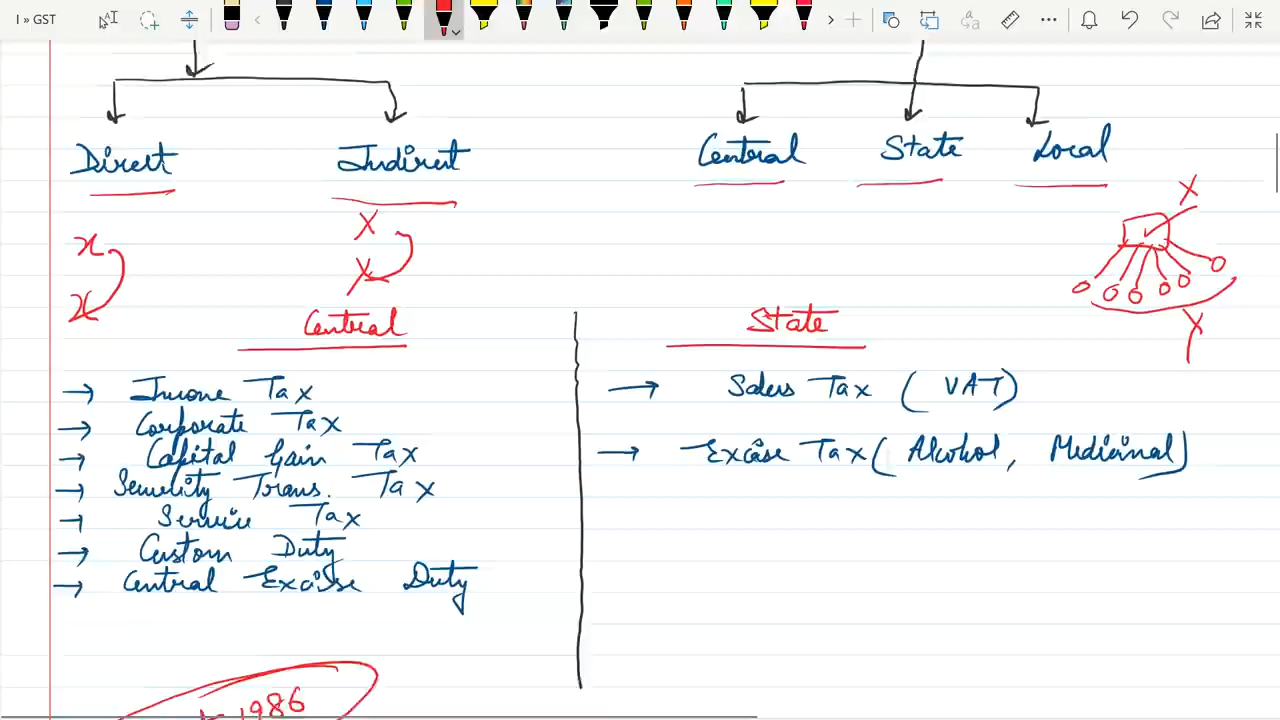 I » GST
Direct Indirect Central State Local
x X X
x X X
Central State
→ Income Tax → Sales Tax (VAT)
→ Corporate Tax → Excise Tax (Alcohol, Medicinal)
→ Capital Gain Tax
→ Security Trans. Tax
→ Service Tax
→ Custom Duty
→ Central Excise Duty
1986